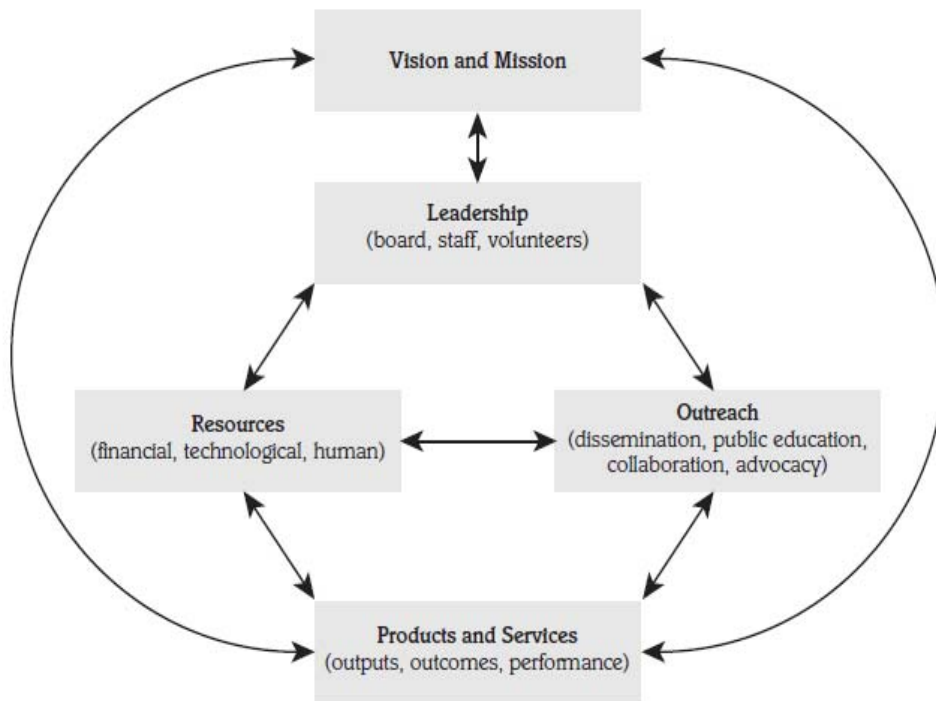 Vision and Mission
Leadership
(board, staff, volunteers)
Resources
(financial, technological, human)
Outreach
(dissemination, public education,
collaboration, advocacy)
Products and Services
(outputs, outcomes, performance)